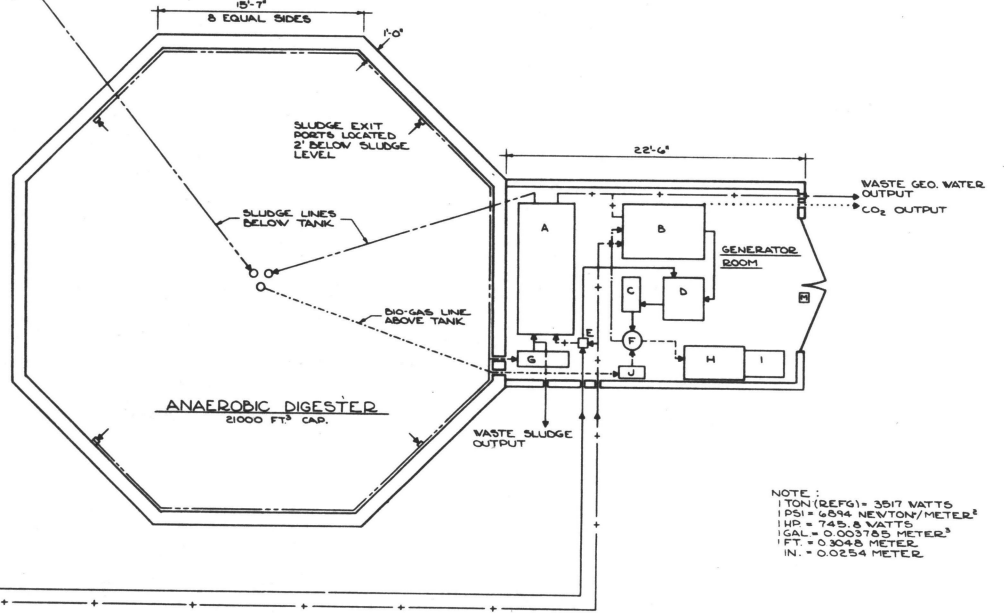 15'-7"
8 EQUAL SIDES
1'-0"
SLUDGE EXIT
PORTS LOCATED
2' BELOW SLUDGE
LEVEL
22'-6"
WASTE GEO. WATER
OUTPUT
CO₂ OUTPUT
SLUDGE LINES
BELOW TANK
A
B
GENERATOR
ROOM
C
D
M
BIO-GAS LINE
ABOVE TANK
E
F
G
H
I
J
ANAEROBIC DIGESTER
21000 FT³ CAP.
WASTE SLUDGE
OUTPUT
NOTE :
1 TON (REFG) = 3517 WATTS
1 PSI = 6894 NEWTON/METER²
1 HP = 745.8 WATTS
1 GAL = 0.003785 METER³
1 FT. = 0.3048 METER
IN. = 0.0254 METER